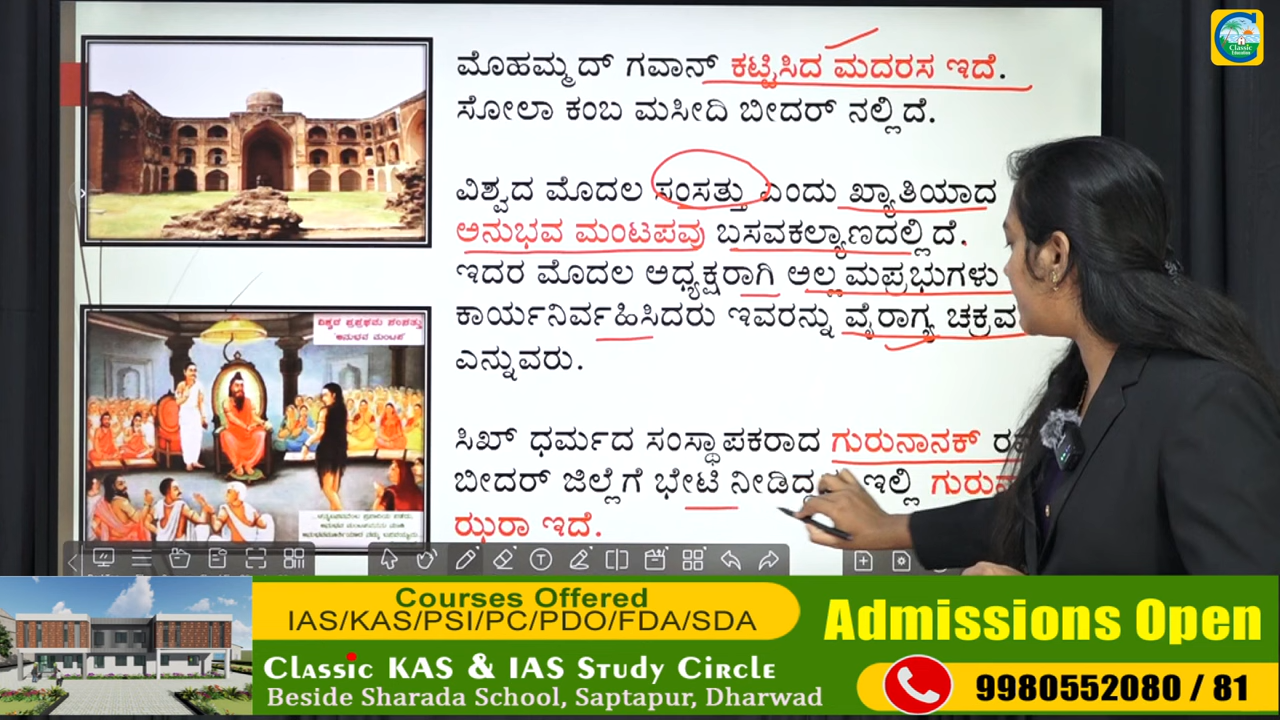 ಮೊಹಮ್ಮದ್ ಗವಾನ್ ಕಟ್ಟಿಸಿದ ಮದರಸ ಇದೆ.
ಸೋಲಾ ಕಂಬ ಮಸೀದಿ ಬೀದರ್ ನಲ್ಲಿದೆ.
ವಿಶ್ವದ ಮೊದಲ ಸಂಸತ್ತು ಎಂದು ಖ್ಯಾತಿಯಾದ
ಅನುಭವ ಮಂಟಪವು ಬಸವಕಲ್ಯಾಣದಲ್ಲಿದೆ.
ಇದರ ಮೊದಲ ಅಧ್ಯಕ್ಷರಾಗಿ ಅಲ್ಲಮಪ್ರಭುಗಳು
ಕಾರ್ಯನಿರ್ವಹಿಸಿದರು ಇವರನ್ನು ವೈರಾಗ್ಯ
ಎನ್ನುವರು.
ಸಿಖ್ ಧರ್ಮದ ಸಂಸ್ಥಾಪಕರಾದ ಗುರುನಾನಕ್
ಬೀದರ್ ಜಿಲ್ಲೆಗೆ ಭೇಟಿ ಇಲ್ಲಿ
ಝರಾ ಇದೆ.
ವಿಶ್ವದ ಪ್ರಪ್ರಥಮ ಸಂಸತ್ತು
"ಅನುಭವ ಮಂಟಪ"
Classic
Education
Courses Offered
IAS/KAS/PSI/PC/PDO/FDA/SDA
Classic KAS & IAS Study Circle
Beside Sharada School, Saptapur, Dharwad
Admissions Open
9980552080 / 81